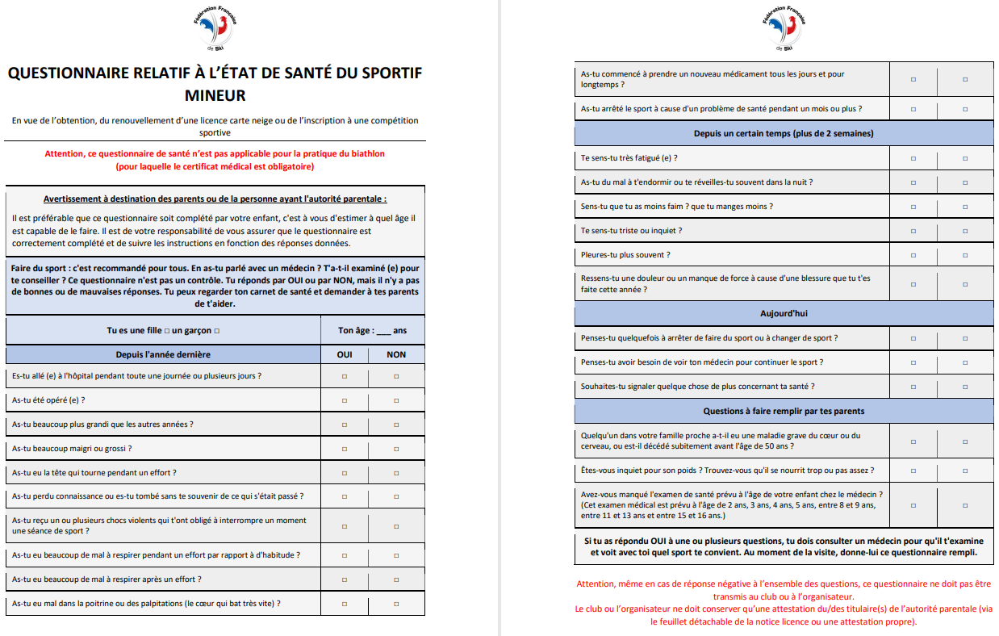 Fédération Française
de Ski
QUESTIONNAIRE RELATIF À L'ÉTAT DE SANTÉ DU SPORTIF
MINEUR
En vue de l'obtention, du renouvellement d'une licence carte neige ou de l'inscription à une compétition
sportive
Attention, ce questionnaire de santé n'est pas applicable pour la pratique du biathlon
(pour laquelle le certificat médical est obligatoire)
Avertissement à destination des parents ou de la personne ayant l'autorité parentale :
Il est préférable que ce questionnaire soit complété par votre enfant, c'est à vous d'estimer à quel âge il
est capable de le faire. Il est de votre responsabilité de vous assurer que le questionnaire est
correctement complété et de suivre les instructions en fonction des réponses données.
Faire du sport : c'est recommandé pour tous. En as-tu parlé avec un médecin ? T'a-t-il examiné (e) pour
te conseiller ? Ce questionnaire n'est pas un contrôle. Tu réponds par OUI ou par NON, mais il n'y a pas
de bonnes ou de mauvaises réponses. Tu peux regarder ton carnet de santé et demander à tes parents
de t'aider.
Tu es une fille □ un garçon □ Ton âge : ___ ans
Depuis l'année dernière OUI NON
Es-tu allé (e) à l'hôpital pendant toute une journée ou plusieurs jours ? □ □
As-tu été opéré (e) ? □ □
As-tu beaucoup plus grandi que les autres années ? □ □
As-tu beaucoup maigri ou grossi ? □ □
As-tu eu la tête qui tourne pendant un effort ? □ □
As-tu perdu connaissance ou es-tu tombé sans te souvenir de ce qui s'était passé ? □ □
As-tu reçu un ou plusieurs chocs violents qui t'ont obligé à interrompre un moment
une séance de sport ? □ □
As-tu eu beaucoup de mal à respirer pendant un effort par rapport à d'habitude ? □ □
As-tu eu beaucoup de mal à respirer après un effort ? □ □
As-tu eu mal dans la poitrine ou des palpitations (le cœur qui bat très vite) ? □ □
Fédération Française
de Ski
As-tu commencé à prendre un nouveau médicament tous les jours et pour
longtemps ? □ □
As-tu arrêté le sport à cause d'un problème de santé pendant un mois ou plus ? □ □
Depuis un certain temps (plus de 2 semaines)
Te sens-tu très fatigué (e) ? □ □
As-tu du mal à t'endormir ou te réveilles-tu souvent dans la nuit ? □ □
Sens-tu que tu as moins faim ? que tu manges moins ? □ □
Te sens-tu triste ou inquiet ? □ □
Pleures-tu plus souvent ? □ □
Ressens-tu une douleur ou un manque de force à cause d'une blessure que tu t'es
faite cette année ? □ □
Aujourd'hui
Penses-tu quelquefois à arrêter de faire du sport ou à changer de sport ? □ □
Penses-tu avoir besoin de voir ton médecin pour continuer le sport ? □ □
Souhaites-tu signaler quelque chose de plus concernant ta santé ? □ □
Questions à faire remplir par tes parents
Quelqu'un dans votre famille proche a-t-il eu une maladie grave du cœur ou du
cerveau, ou est-il décédé subitement avant l'âge de 50 ans ? □ □
Êtes-vous inquiet pour son poids ? Trouvez-vous qu'il se nourrit trop ou pas assez ? □ □
Avez-vous manqué l'examen de santé prévu à l'âge de votre enfant chez le médecin ?
(Cet examen médical est prévu à l'âge de 2 ans, 3 ans, 4 ans, 5 ans, entre 8 et 9 ans,
entre 11 et 13 ans et entre 15 et 16 ans.) □ □
Si tu as répondu OUI à une ou plusieurs questions, tu dois consulter un médecin pour qu'il t'examine
et voit avec toi quel sport te convient. Au moment de la visite, donne-lui ce questionnaire rempli.
Attention, même en cas de réponse négative à l'ensemble des questions, ce questionnaire ne doit pas être
transmis au club ou à l'organisateur.
Le club ou l'organisateur ne doit conserver qu'une attestation du/des titulaire(s) de l'autorité parentale (via
le feuillet détachable de la notice licence ou une attestation propre).